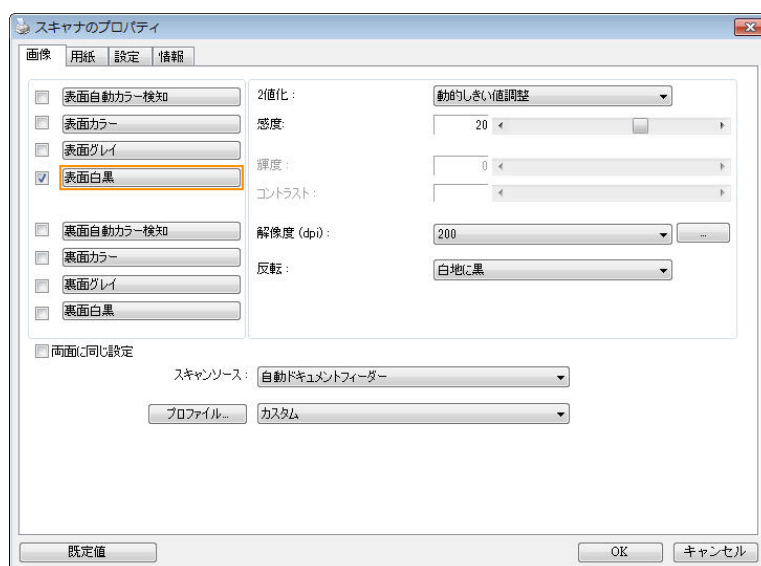 スキャナのプロパティ
画像 用紙 設定 情報
表面自動カラー検知
表面カラー
表面グレイ
表面白黒
裏面自動カラー検知
裏面カラー
裏面グレイ
裏面白黒
2値化: 動的しきい値調整
感度: 20
輝度: 0
コントラスト:
解像度 (dpi): 200 ...
反転: 白地に黒
両面に同じ設定
スキャンソース: 自動ドキュメントフィーダー
プロファイル... カスタム
既定値 OK キャンセル